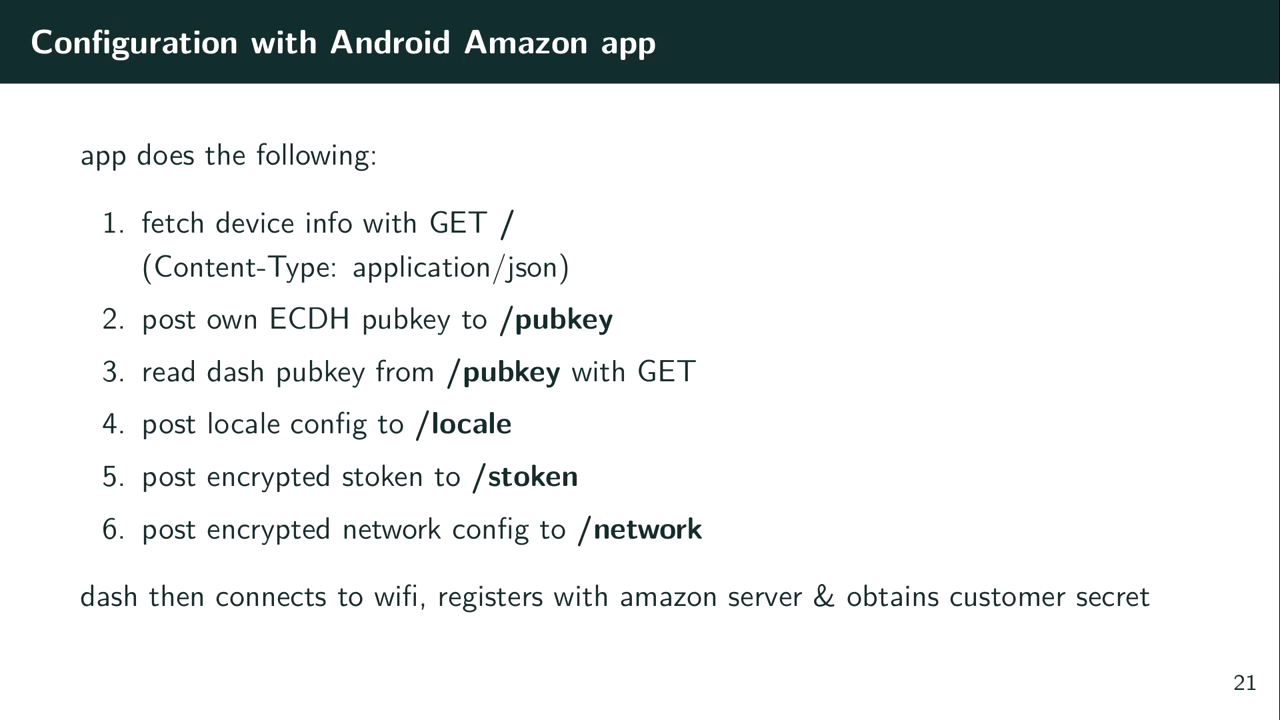 Configuration with Android Amazon app
app does the following:
1. fetch device info with GET /
(Content-Type: application/json)
2. post own ECDH pubkey to /pubkey
3. read dash pubkey from /pubkey with GET
4. post locale config to /locale
5. post encrypted stoken to /stoken
6. post encrypted network config to /network
dash then connects to wifi, registers with amazon server & obtains customer secret
21